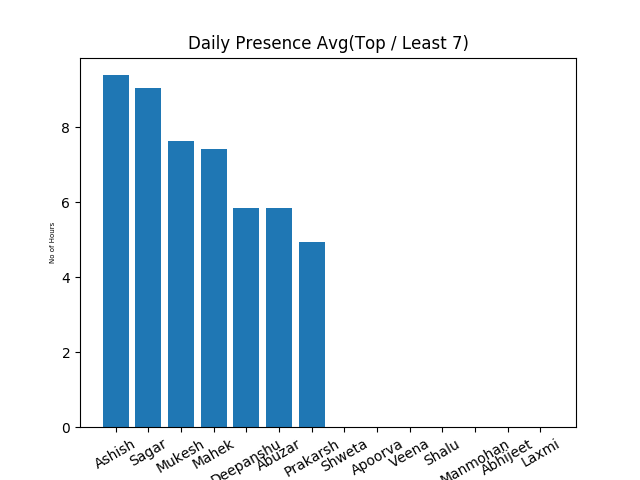 Daily Presence Avg(Top / Least 7)
8
6
4
2
0
No of Hours
Ashish
Sagar
Mukesh
Mahek
Deepanshu
Abuzar
Prakarsh
Shweta
Apoorva
Veena
Shalu
Manmohan
Abhijeet
Laxmi